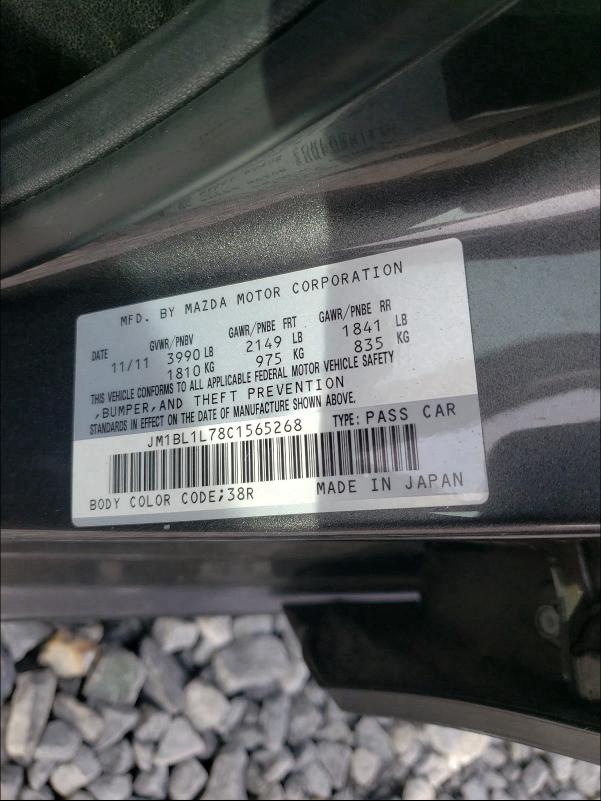 MFD. BY MAZDA MOTOR CORPORATION
DATE GVWR/PNBV GAWR/PNBE FRT GAWR/PNBE RR
11/11 3990 LB 2149 LB 1841 LB
1810 KG 975 KG 835 KG
THIS VEHICLE CONFORMS TO ALL APPLICABLE FEDERAL MOTOR VEHICLE SAFETY
,BUMPER,AND THEFT PREVENTION
STANDARDS IN EFFECT ON THE DATE OF MANUFACTURE SHOWN ABOVE.
JM1BL1L78C1565268 TYPE: PASS CAR
BODY COLOR CODE;38R MADE IN JAPAN